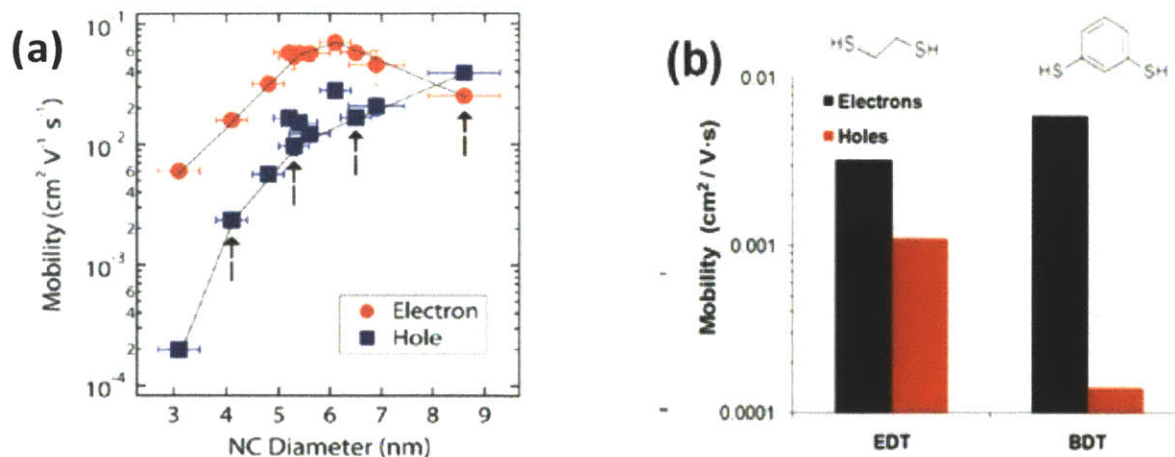 (a)
Mobility (cm² V⁻¹ s⁻¹)
10⁻¹
6
4
2
10⁻²
6
4
2
10⁻³
6
4
2
10⁻⁴
Electron
Hole
3 4 5 6 7 8 9
NC Diameter (nm)
(b)
HS SH
HS SH
Mobility (cm² / V·s)
0.01
0.001
0.0001
Electrons
Holes
EDT BDT